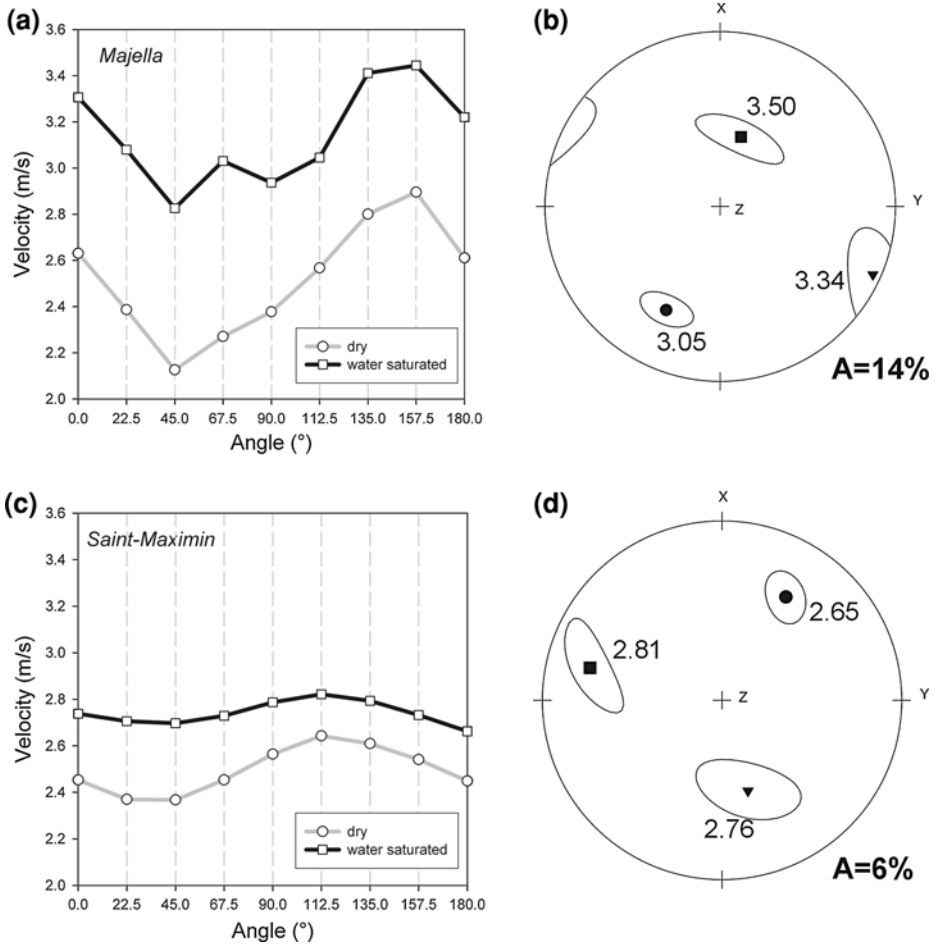 (a)
Majella
3.6
3.4
3.2
3.0
2.8
2.6
2.4
2.2
2.0
Velocity (m/s)
dry
water saturated
0.0 22.5 45.0 67.5 90.0 112.5 135.0 157.5 180.0
Angle (°)
(b)
X
3.50
Z
Y
3.34
3.05
A=14%
(c)
Saint-Maximin
3.6
3.4
3.2
3.0
2.8
2.6
2.4
2.2
2.0
Velocity (m/s)
dry
water saturated
0.0 22.5 45.0 67.5 90.0 112.5 135.0 157.5 180.0
Angle (°)
(d)
X
2.65
2.81
Z
Y
2.76
A=6%